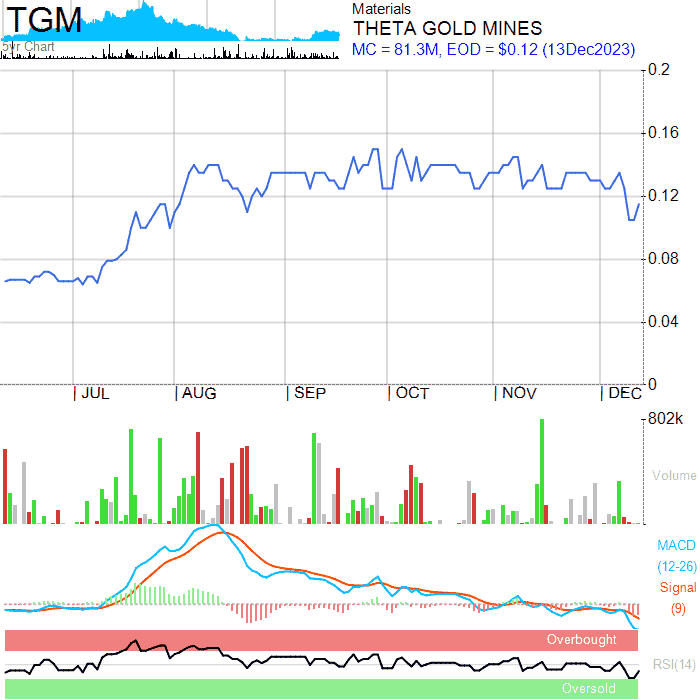 TGM
5yr Chart
Materials
THETA GOLD MINES
MC = 81.3M, EOD = $0.12 (13Dec2023)
0.2
0.16
0.12
0.08
0.04
0
| JUL | AUG | SEP | OCT | NOV | DEC
802k
Volume
MACD
(12-26)
Signal
(9)
Overbought
RSI(14)
Oversold